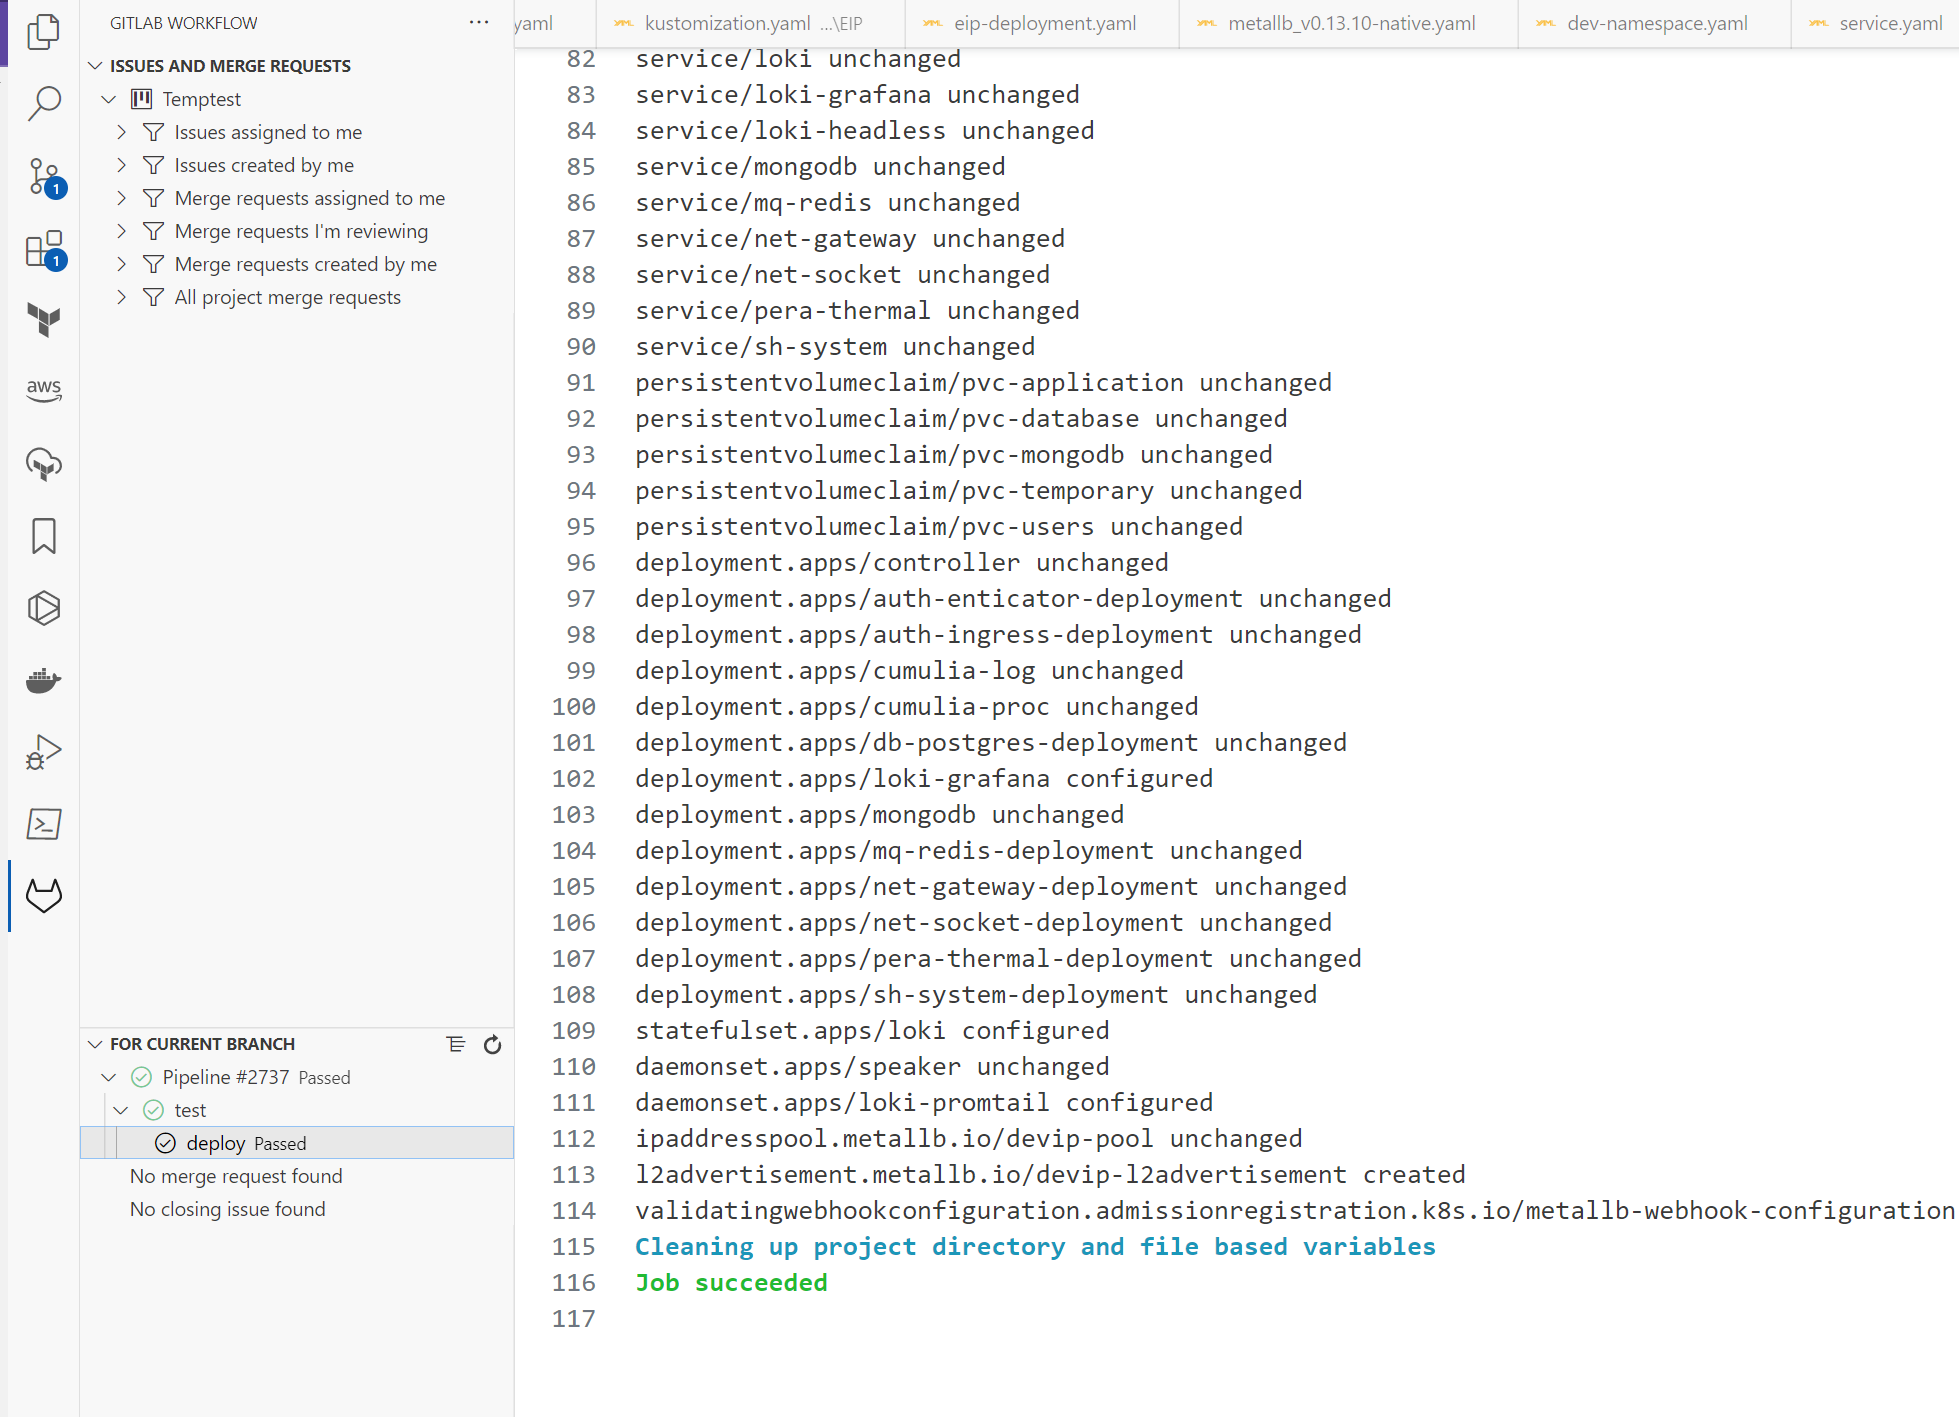 GITLAB WORKFLOW
ISSUES AND MERGE REQUESTS
Temptest
Issues assigned to me
Issues created by me
Merge requests assigned to me
Merge requests I'm reviewing
Merge requests created by me
All project merge requests
1
1
aws
FOR CURRENT BRANCH
Pipeline #2737 Passed
test
deploy Passed
No merge request found
No closing issue found
yaml
kustomization.yaml ...\EIP
eip-deployment.yaml
metallb_v0.13.10-native.yaml
dev-namespace.yaml
service.yaml
82 service/loki unchanged
83 service/loki-grafana unchanged
84 service/loki-headless unchanged
85 service/mongodb unchanged
86 service/mq-redis unchanged
87 service/net-gateway unchanged
88 service/net-socket unchanged
89 service/pera-thermal unchanged
90 service/sh-system unchanged
91 persistentvolumeclaim/pvc-application unchanged
92 persistentvolumeclaim/pvc-database unchanged
93 persistentvolumeclaim/pvc-mongodb unchanged
94 persistentvolumeclaim/pvc-temporary unchanged
95 persistentvolumeclaim/pvc-users unchanged
96 deployment.apps/controller unchanged
97 deployment.apps/auth-enticator-deployment unchanged
98 deployment.apps/auth-ingress-deployment unchanged
99 deployment.apps/cumulia-log unchanged
100 deployment.apps/cumulia-proc unchanged
101 deployment.apps/db-postgres-deployment unchanged
102 deployment.apps/loki-grafana configured
103 deployment.apps/mongodb unchanged
104 deployment.apps/mq-redis-deployment unchanged
105 deployment.apps/net-gateway-deployment unchanged
106 deployment.apps/net-socket-deployment unchanged
107 deployment.apps/pera-thermal-deployment unchanged
108 deployment.apps/sh-system-deployment unchanged
109 statefulset.apps/loki configured
110 daemonset.apps/speaker unchanged
111 daemonset.apps/loki-promtail configured
112 ipaddresspool.metallb.io/devip-pool unchanged
113 l2advertisement.metallb.io/devip-l2advertisement created
114 validatingwebhookconfiguration.admissionregistration.k8s.io/metallb-webhook-configuration
115 Cleaning up project directory and file based variables
116 Job succeeded
117